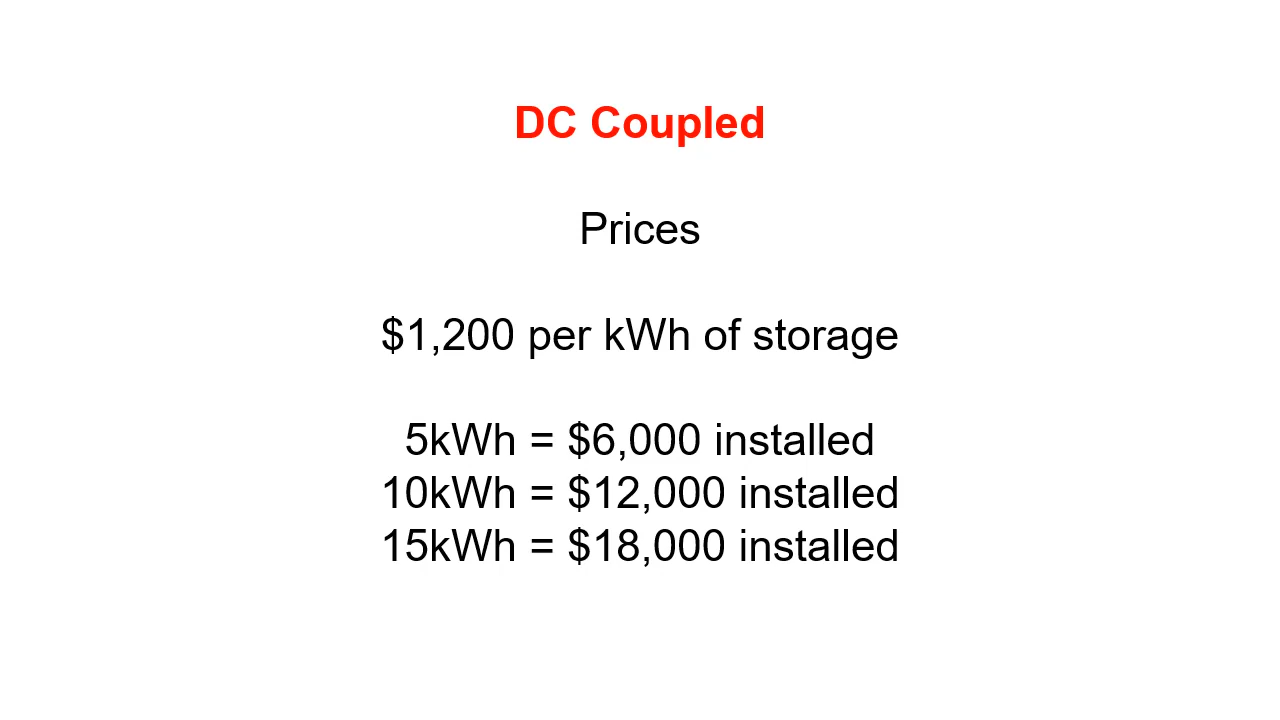 DC Coupled
Prices
$1,200 per kWh of storage
5kWh = $6,000 installed
10kWh = $12,000 installed
15kWh = $18,000 installed